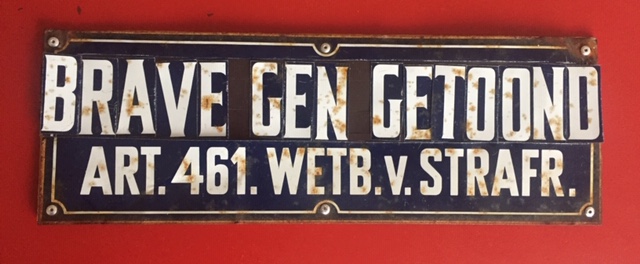 BRAVE GEN GETOOND
ART. 461. WETB. v. STRAFR.